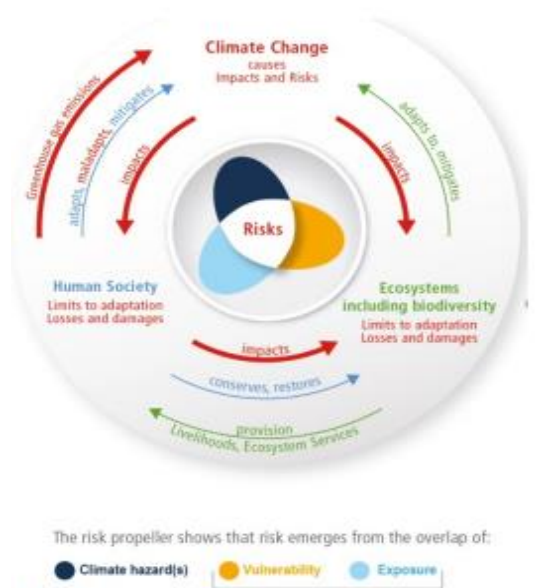 Climate Change
causes
Impacts and Risks
Greenhouse gas emissions
adapts, maladapts, mitigates
impacts
impacts
adapts to, mitigates
Risks
Human Society
Limits to adaptation
Losses and damages
Ecosystems
including biodiversity
Limits to adaptation
Losses and damages
impacts
conserves, restores
provision
Livelihoods, Ecosystem Services
The risk propeller shows that risk emerges from the overlap of:
Climate hazard(s) Vulnerability Exposure